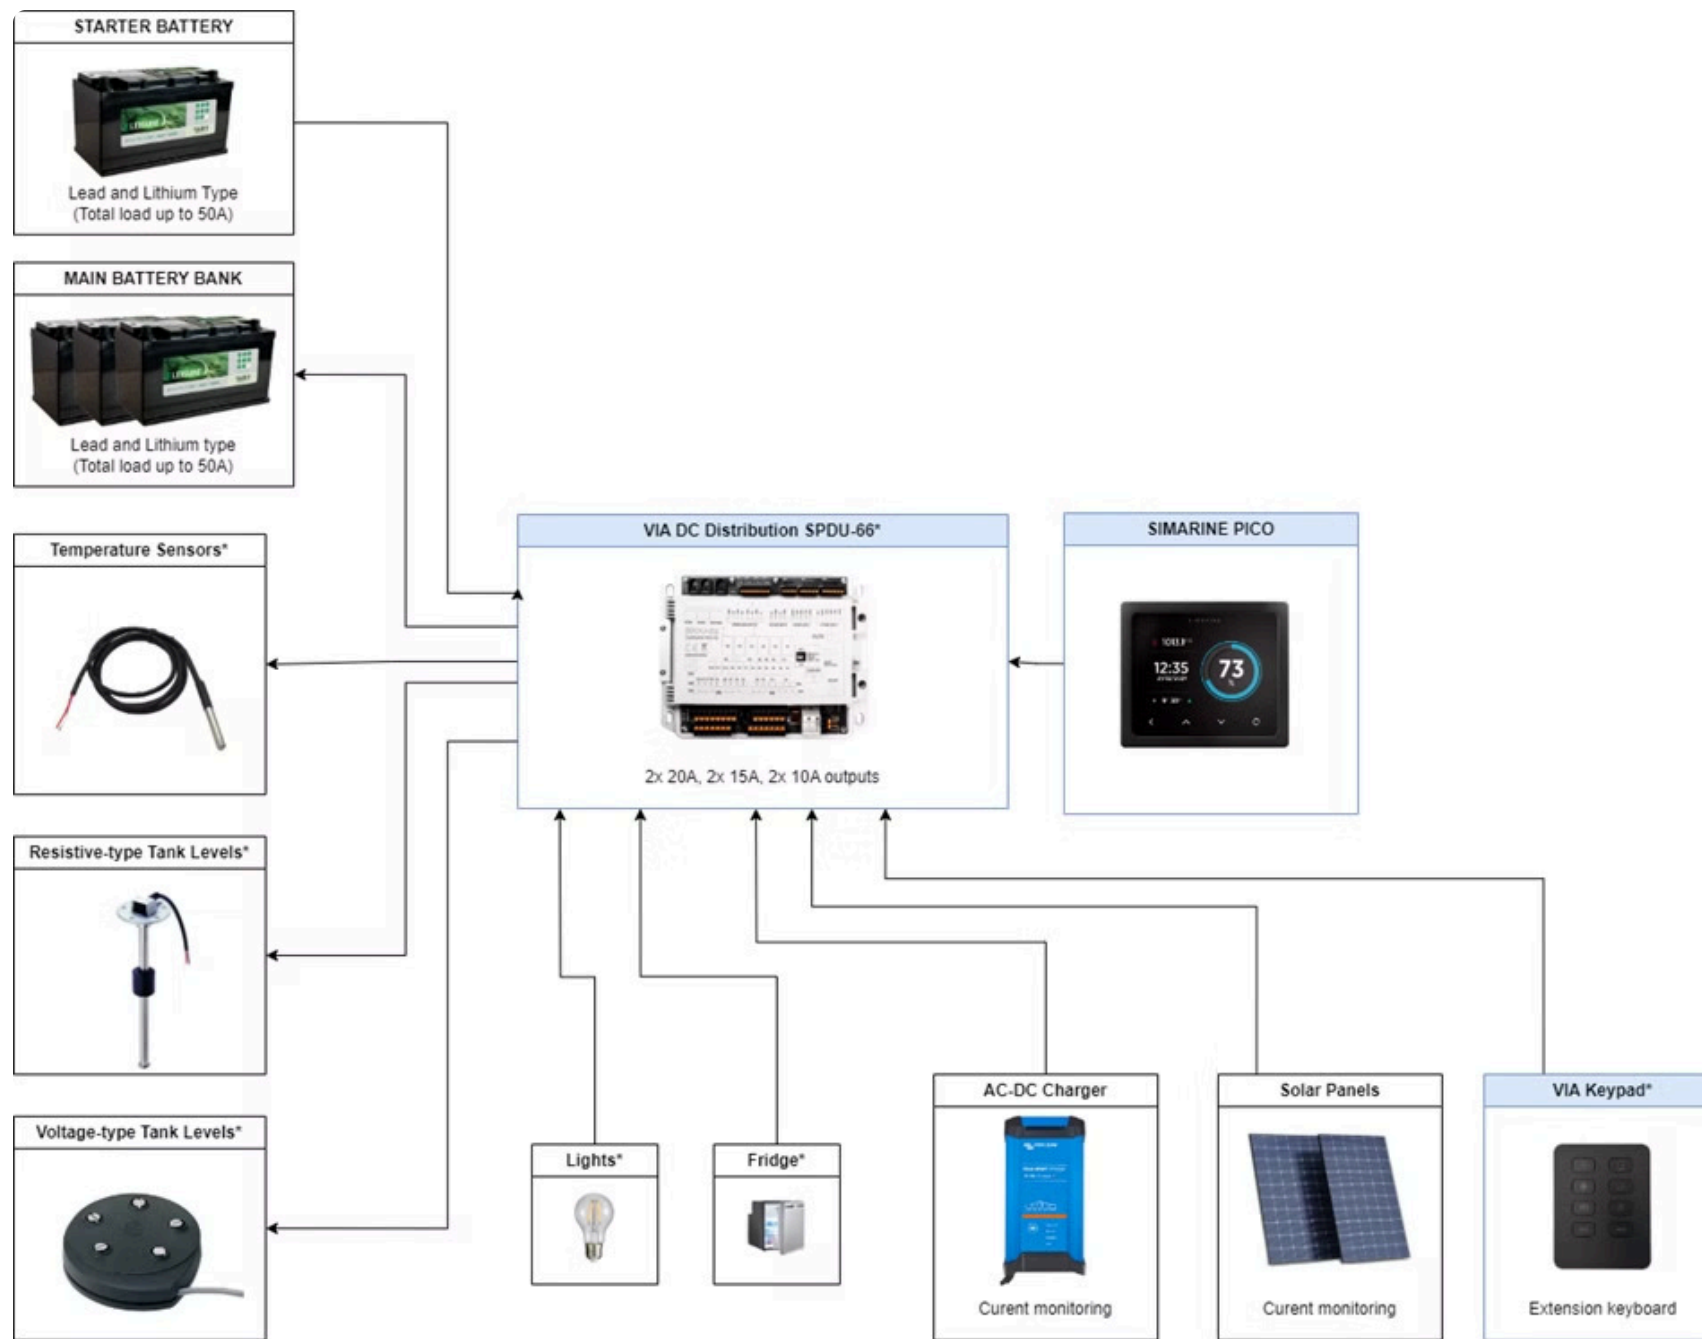 STARTER BATTERY
Lead and Lithium Type
(Total load up to 50A)
MAIN BATTERY BANK
Lead and Lithium type
(Total load up to 50A)
Temperature Sensors*
VIA DC Distribution SPDU-66*
2x 20A, 2x 15A, 2x 10A outputs
SIMARINE PICO
12:35
73
%
Resistive-type Tank Levels*
Voltage-type Tank Levels*
Lights*
Fridge*
AC-DC Charger
Curent monitoring
Solar Panels
Curent monitoring
VIA Keypad*
Extension keyboard